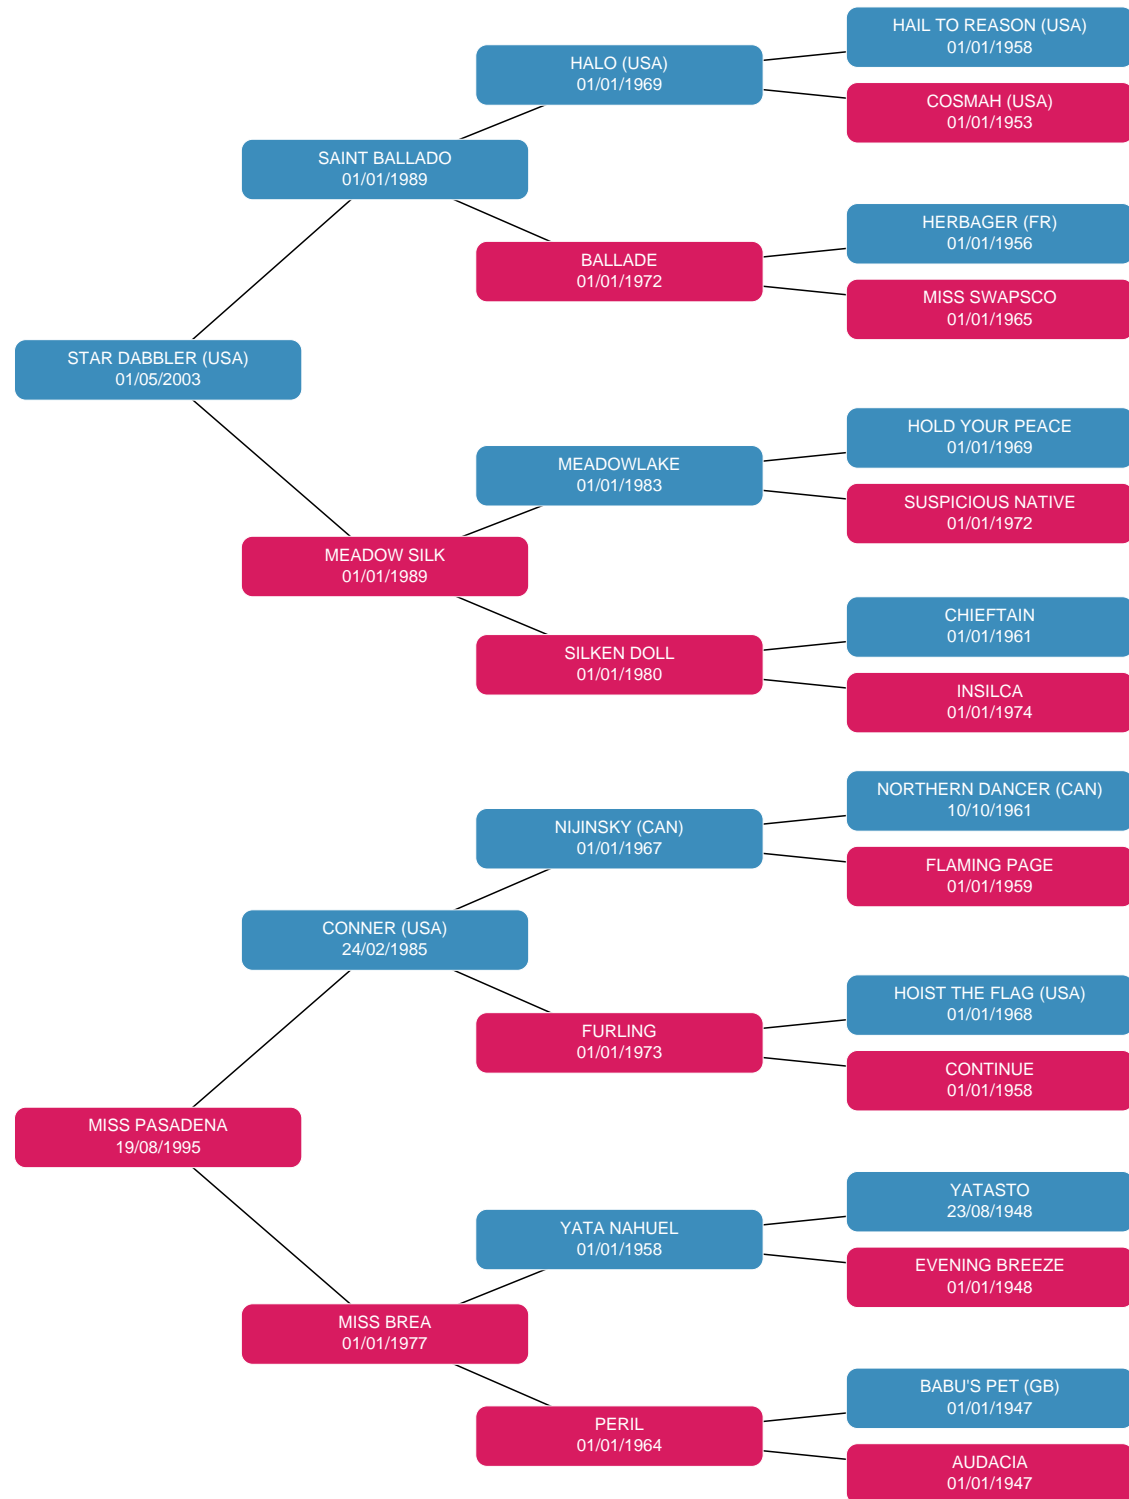 HAIL TO REASON (USA)
01/01/1958
HALO (USA)
01/01/1969
COSMAH (USA)
01/01/1953
SAINT BALLADO
01/01/1989
HERBAGER (FR)
01/01/1956
BALLADE
01/01/1972
MISS SWAPSCO
01/01/1965
STAR DABBLER (USA)
01/05/2003
HOLD YOUR PEACE
01/01/1969
MEADOWLAKE
01/01/1983
SUSPICIOUS NATIVE
01/01/1972
MEADOW SILK
01/01/1989
CHIEFTAIN
01/01/1961
SILKEN DOLL
01/01/1980
INSILCA
01/01/1974
NORTHERN DANCER (CAN)
10/10/1961
NIJINSKY (CAN)
01/01/1967
FLAMING PAGE
01/01/1959
CONNER (USA)
24/02/1985
HOIST THE FLAG (USA)
01/01/1968
FURLING
01/01/1973
CONTINUE
01/01/1958
MISS PASADENA
19/08/1995
YATASTO
23/08/1948
YATA NAHUEL
01/01/1958
EVENING BREEZE
01/01/1948
MISS BREA
01/01/1977
BABU'S PET (GB)
01/01/1947
PERIL
01/01/1964
AUDACIA
01/01/1947